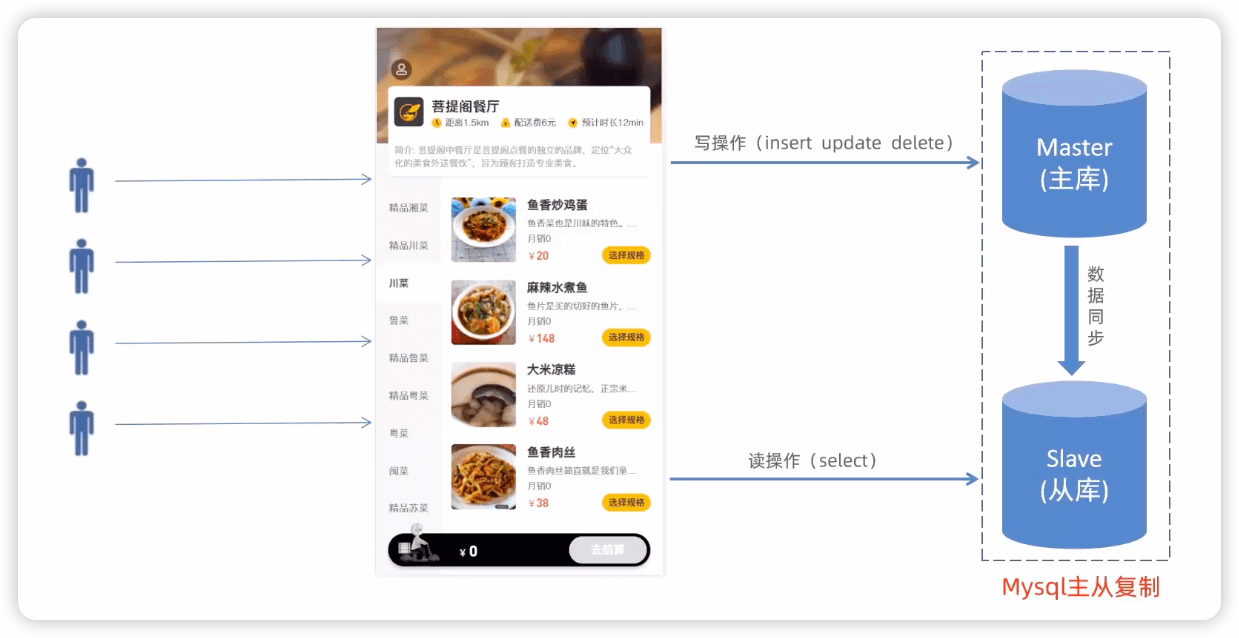 菩提阁餐厅
距离1.5km 配送费6元 预计时长12min
简介: 菩提阁中餐厅是菩提阁点餐的独立的品牌，定位“大众
化的美食外送餐饮”，旨为顾客打造专业美食。
精品湘菜
精品川菜
川菜
鲁菜
精品鲁菜
精品粤菜
粤菜
闽菜
精品苏菜
鱼香炒鸡蛋
鱼香菜也是川味的特色。...
月销0
¥20 选择规格
麻辣水煮鱼
鱼片是买的切好的鱼片，...
月销0
¥148 选择规格
大米凉糕
还原儿时的记忆，正宗米...
月销0
¥48 选择规格
鱼香肉丝
鱼香肉丝简直就是我们童...
月销0
¥38 选择规格
¥0 去结算
写操作（insert update delete）
读操作（select）
Master
(主库)
数
据
同
步
Slave
(从库)
Mysql主从复制